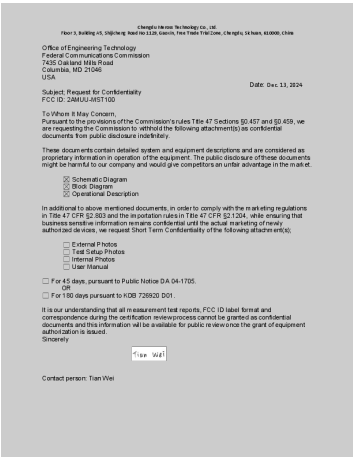 Chengdu Meross Technology Co., Ltd.
Floor 3, Building A5, Shijicheng Road No.1129, Gaoxin, Free Trade Trial Zone, Chengdu, Sichuan, 610000, China
Office of Engineering Technology
Federal Communications Commission
7435 Oakland Mills Road
Columbia, MD 21046
USA
Date: Dec 13, 2024
Subject; Request for Confidentiality
FCC ID: 2AMUU-MST100
To Whom It May Concern,
Pursuant to the provisions of the Commission's rules Title 47 Sections §0.457 and §0.459, we
are requesting the Commission to withhold the following attachment(s) as confidential
documents from public disclosure indefinitely.
These documents contain detailed system and equipment descriptions and are considered as
proprietary information in operation of the equipment. The public disclosure of these documents
might be harmful to our company and would give competitors an unfair advantage in the market.
Schematic Diagram
Block Diagram
Operational Description
In additional to above mentioned documents, in order to comply with the marketing regulations
in Title 47 CFR §2.803 and the importation rules in Title 47 CFR §2.1204, while ensuring that
business sensitive information remains confidential until the actual marketing of newly
authorized devices, we request Short Term Confidentiality of the following attachment(s);
External Photos
Test Setup Photos
Internal Photos
User Manual
For 45 days, pursuant to Public Notice DA 04-1705.
OR
For 180 days pursuant to KDB 726920 D01.
It is our understanding that all measurement test reports, FCC ID label format and
correspondence during the certification review process cannot be granted as confidential
documents and this information will be available for public review once the grant of equipment
authorization is issued.
Sincerely
Tian Wei
Contact person: Tian Wei